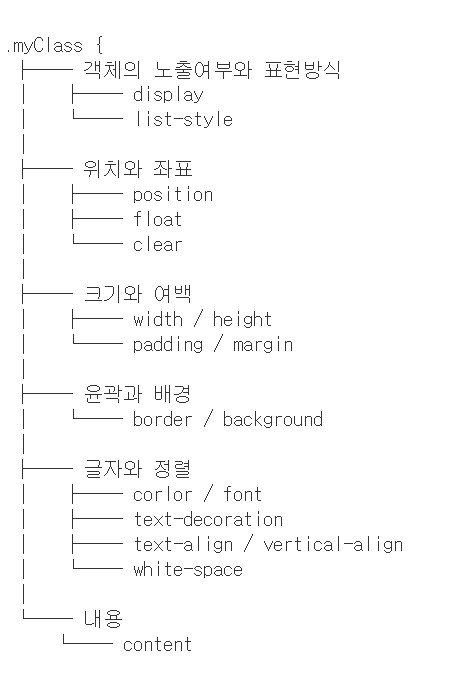 .myClass {
├── 객체의 노출여부와 표현방식
│   ├── display
│   └── list-style
│
├── 위치와 좌표
│   ├── position
│   ├── float
│   └── clear
│
├── 크기와 여백
│   ├── width / height
│   └── padding / margin
│
├── 윤곽과 배경
│   └── border / background
│
├── 글자와 정렬
│   ├── corlor / font
│   ├── text-decoration
│   ├── text-align / vertical-align
│   └── white-space
│
└── 내용
    └── content